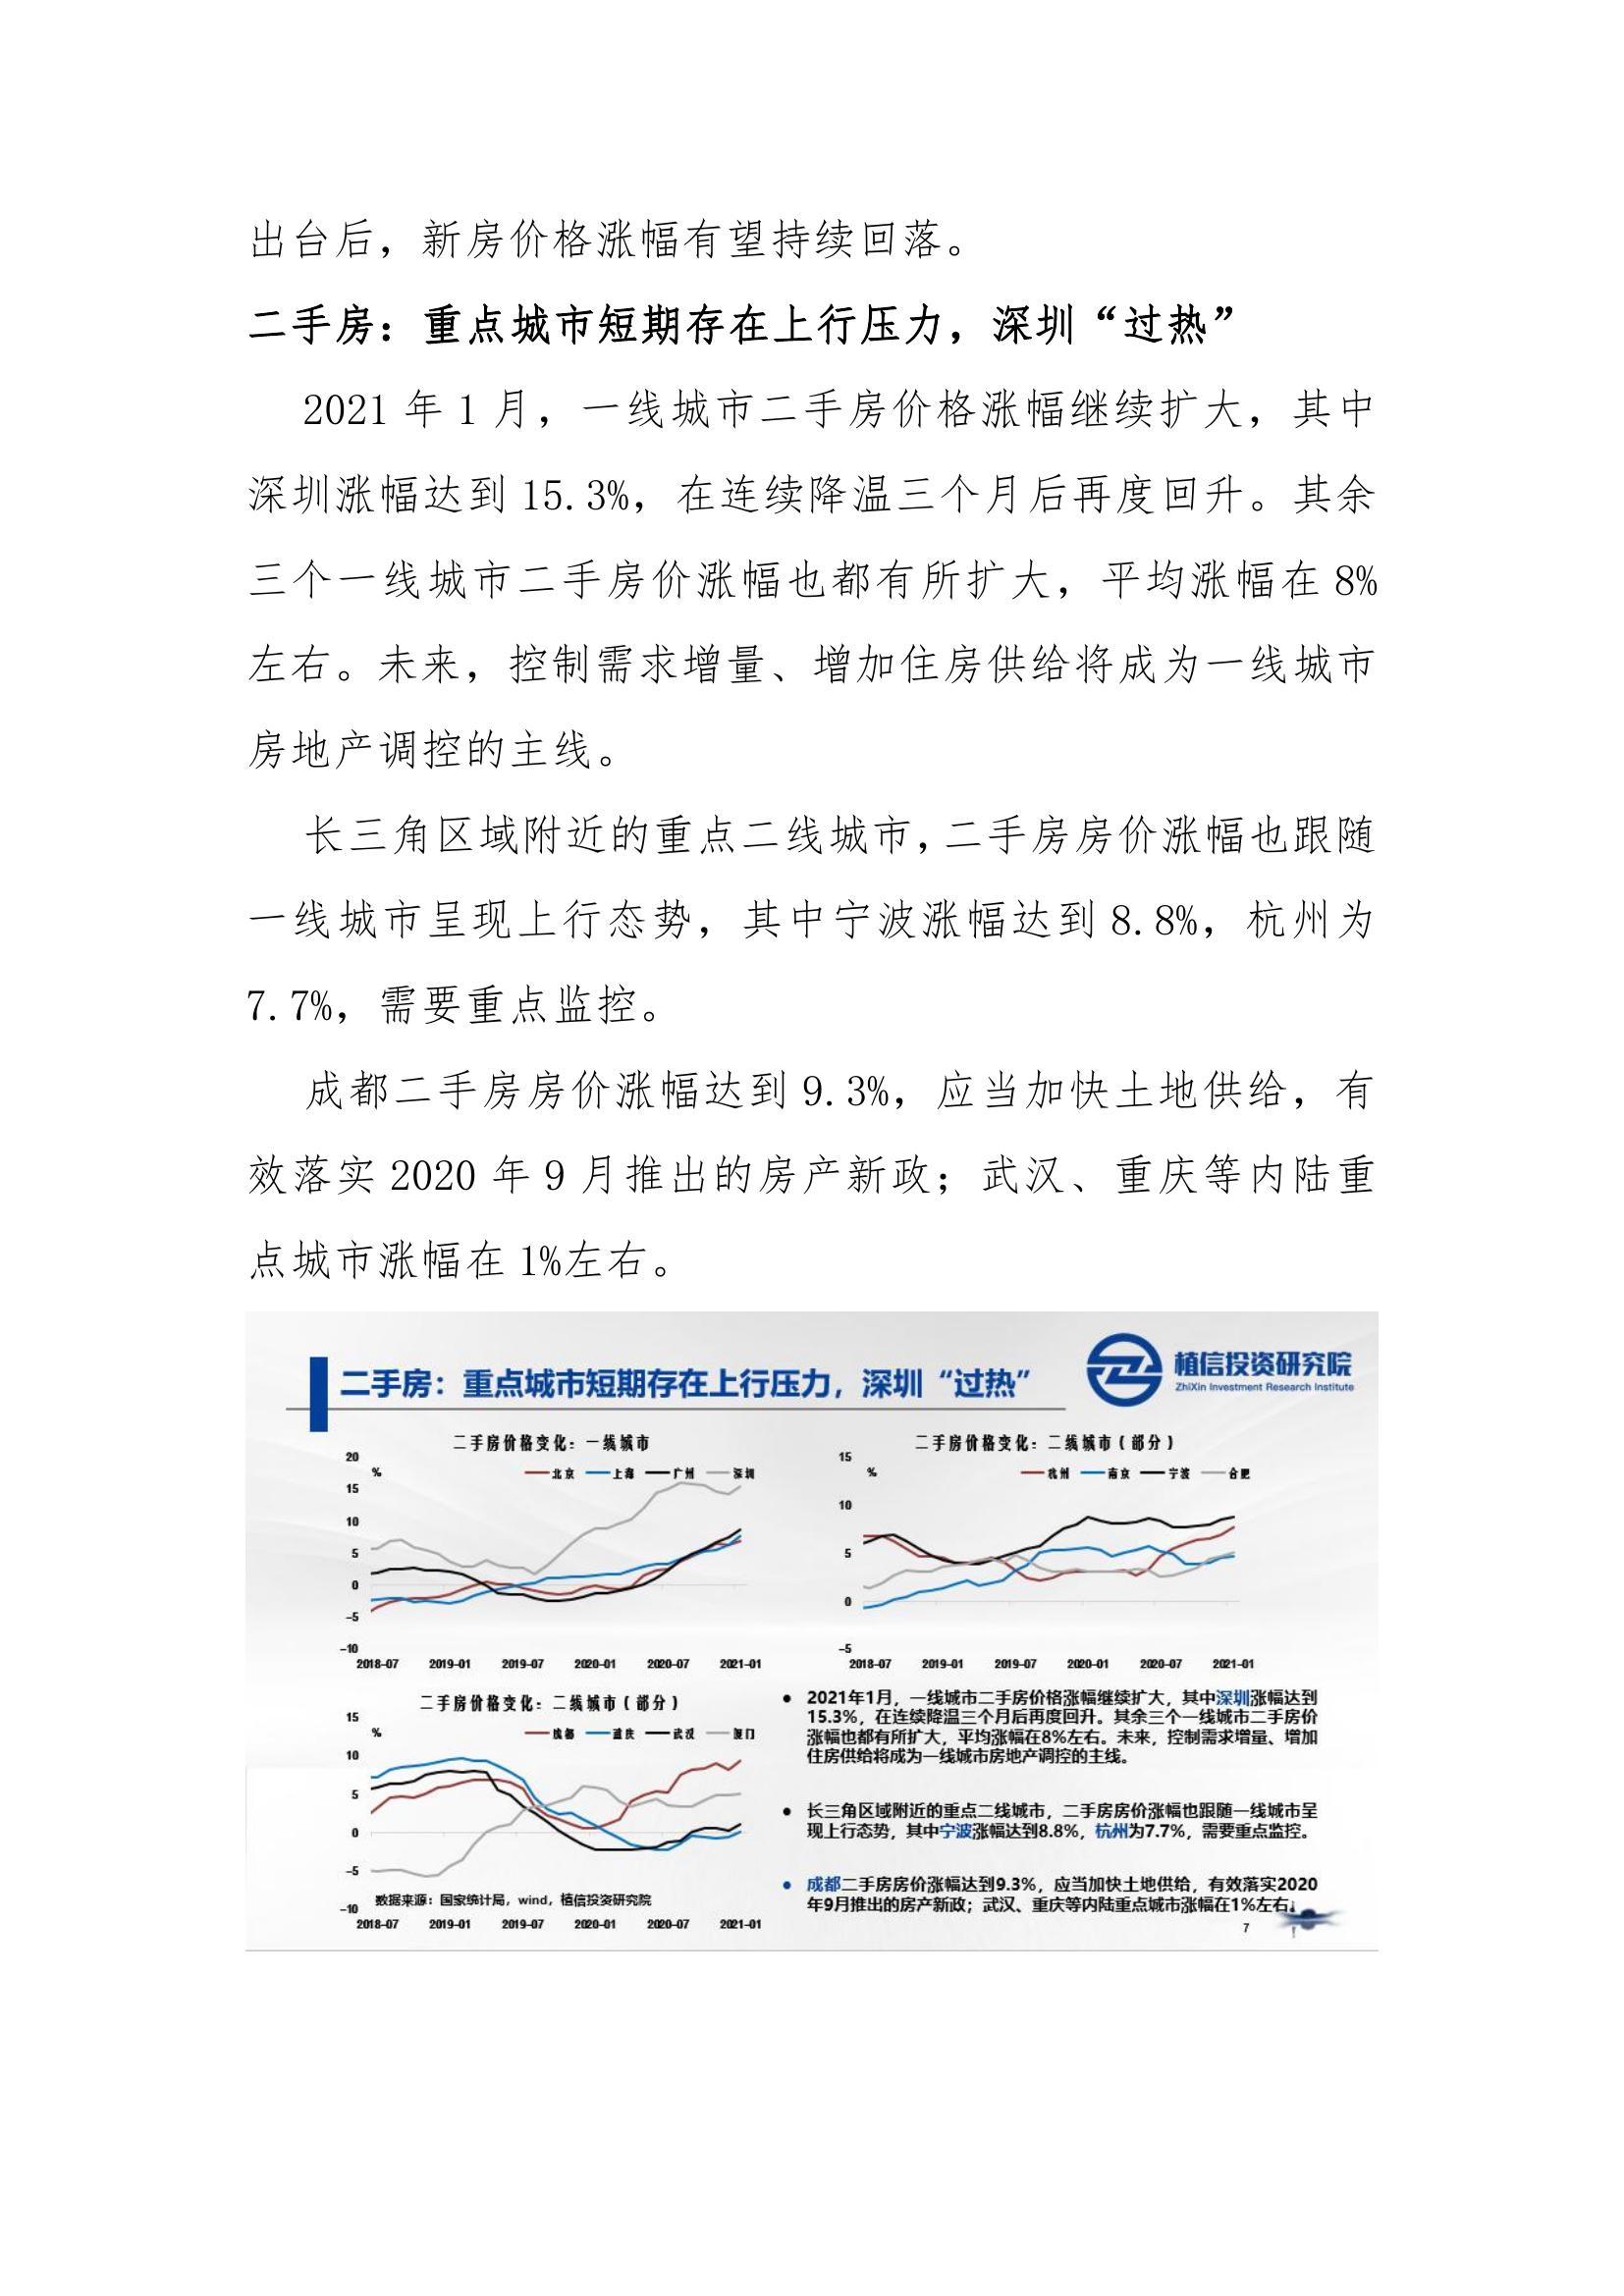 出台后，新房价格涨幅有望持续回落。
二手房：重点城市短期存在上行压力，深圳“过热”
2021 年 1 月，一线城市二手房价格涨幅继续扩大，其中
深圳涨幅达到 15.3%，在连续降温三个月后再度回升。其余
三个一线城市二手房价涨幅也都有所扩大，平均涨幅在 8%
左右。未来，控制需求增量、增加住房供给将成为一线城市
房地产调控的主线。
长三角区域附近的重点二线城市，二手房房价涨幅也跟随
一线城市呈现上行态势，其中宁波涨幅达到 8.8%，杭州为
7.7%，需要重点监控。
成都二手房房价涨幅达到 9.3%，应当加快土地供给，有
效落实 2020 年 9 月推出的房产新政；武汉、重庆等内陆重
点城市涨幅在 1%左右。
二手房：重点城市短期存在上行压力，深圳“过热”
植信投资研究院
ZhiXin Investment Research Institute
二手房价格变化：一线城市
%
北京 上海 广州 深圳
20
15
10
5
0
-5
-10
2018-07 2019-01 2019-07 2020-01 2020-07 2021-01
二手房价格变化：二线城市（部分）
%
杭州 南京 宁波 合肥
15
10
5
0
-5
2018-07 2019-01 2019-07 2020-01 2020-07 2021-01
二手房价格变化：二线城市（部分）
%
成都 重庆 武汉 厦门
15
10
5
0
-5
-10
数据来源：国家统计局，wind，植信投资研究院
2018-07 2019-01 2019-07 2020-01 2020-07 2021-01
● 2021年1月，一线城市二手房价格涨幅继续扩大，其中深圳涨幅达到
15.3%，在连续降温三个月后再度回升。其余三个一线城市二手房价
涨幅也都有所扩大，平均涨幅在8%左右。未来，控制需求增量、增加
住房供给将成为一线城市房地产调控的主线。
● 长三角区域附近的重点二线城市，二手房房价涨幅也跟随一线城市呈
现上行态势，其中宁波涨幅达到8.8%，杭州为7.7%，需要重点监控。
● 成都二手房房价涨幅达到9.3%，应当加快土地供给，有效落实2020
年9月推出的房产新政；武汉、重庆等内陆重点城市涨幅在1%左右。
7